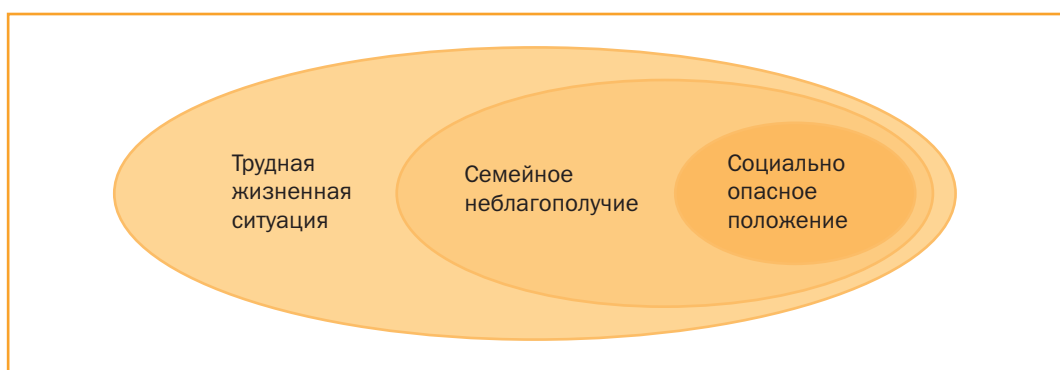 Трудная
жизненная
ситуация
Семейное
неблагополучие
Социально
опасное
положение